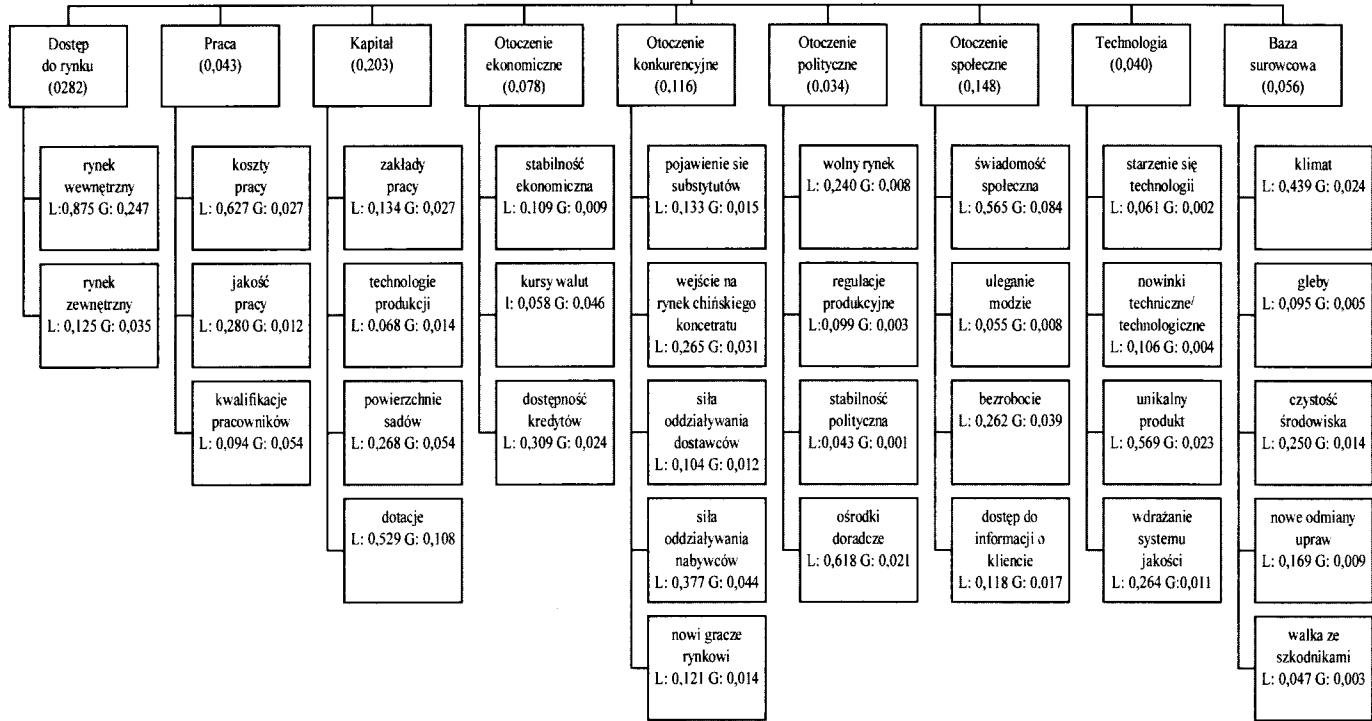 Dostęp
do rynku
(0282)
Praca
(0,043)
Kapitał
(0,203)
Otoczenie
ekonomiczne
(0,078)
Otoczenie
konkurencyjne
(0,116)
Otoczenie
polityczne
(0,034)
Otoczenie
społeczne
(0,148)
Technologia
(0,040)
Baza
surowcowa
(0,056)
rynek
wewnętrzny
L:0,875 G: 0,247
rynek
zewnętrzny
L: 0,125 G: 0,035
koszty
pracy
L: 0,627 G: 0,027
jakość
pracy
L: 0,280 G: 0,012
kwalifikacje
pracowników
L: 0,094 G: 0,054
zakłady
pracy
L: 0,134 G: 0,027
technologie
produkcji
L: 0.068 G: 0,014
powierzchnie
sadów
L: 0,268 G: 0,054
dotacje
L: 0,529 G: 0,108
stabilność
ekonomiczna
L: 0,109 G: 0,009
kursy walut
I: 0,058 G: 0,046
dostępność
kredytów
L: 0,309 G: 0,024
pojawienie sie
substytutów
L: 0,133 G: 0,015
wejście na
rynek chińskiego
koncetratu
L: 0,265 G: 0,031
siła
oddziaływania
dostawców
L: 0,104 G: 0,012
siła
oddziaływania
nabywców
L: 0,377 G: 0,044
nowi gracze
rynkowi
L: 0,121 G: 0,014
wolny rynek
L: 0,240 G: 0,008
regulacje
produkcyjne
L:0,099 G: 0,003
stabilność
polityczna
L:0,043 G: 0,001
ośrodki
doradcze
L: 0,618 G: 0,021
świadomość
społeczna
L: 0,565 G: 0,084
uleganie
modzie
L: 0,055 G: 0,008
bezrobocie
L: 0,262 G: 0,039
dostęp do
informacji o
kliencie
L: 0,118 G: 0,017
starzenie się
technologii
L: 0,061 G: 0,002
nowinki
techniczne/
technologiczne
L: 0,106 G: 0,004
unikalny
produkt
L: 0,569 G: 0,023
wdrażanie
systemu
jakości
L: 0,264 G:0,011
klimat
L: 0,439 G: 0,024
gleby
L: 0,095 G: 0,005
czystość
środowiska
L: 0,250 G: 0,014
nowe odmiany
upraw
L: 0,169 G: 0,009
walka ze
szkodnikami
L: 0,047 G: 0,003